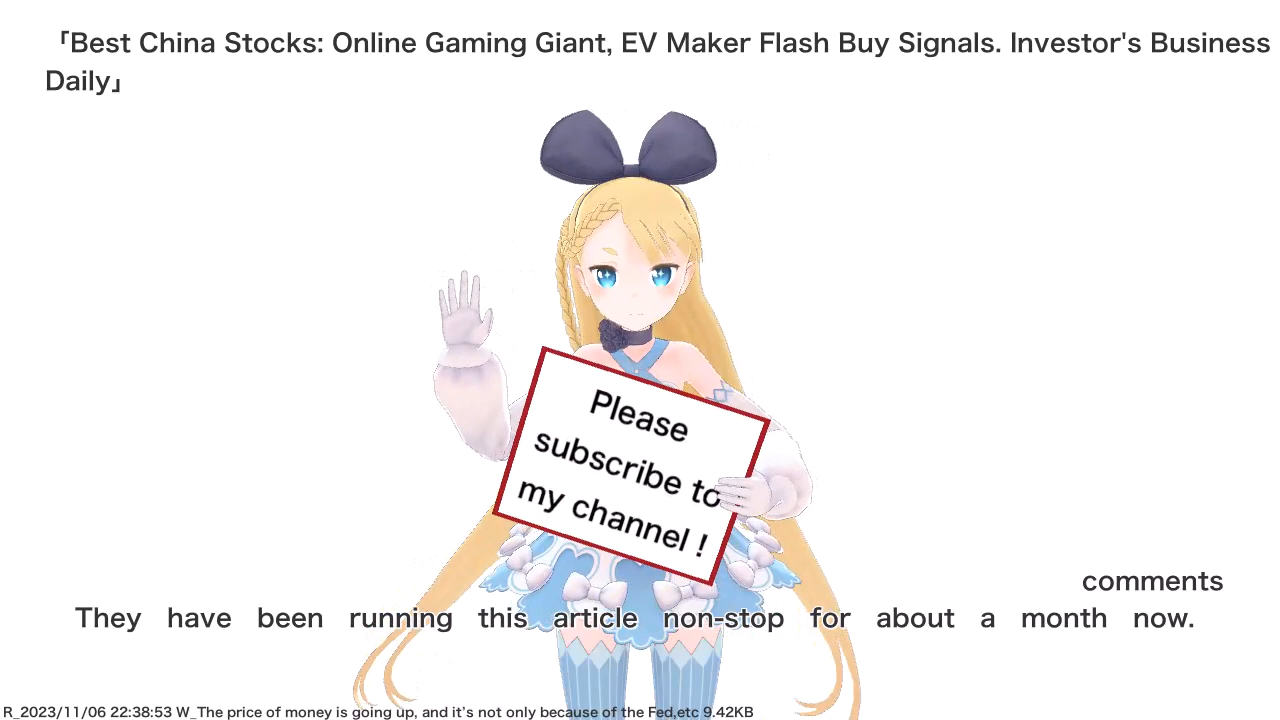 「Best China Stocks: Online Gaming Giant, EV Maker Flash Buy Signals. Investor's Business
Daily」
Please
subscribe to
my channel !
comments
They have been running this article non-stop for about a month now.
R_2023/11/06 22:38:53 W_The price of money is going up, and it's not only because of the Fed,etc 9.42KB